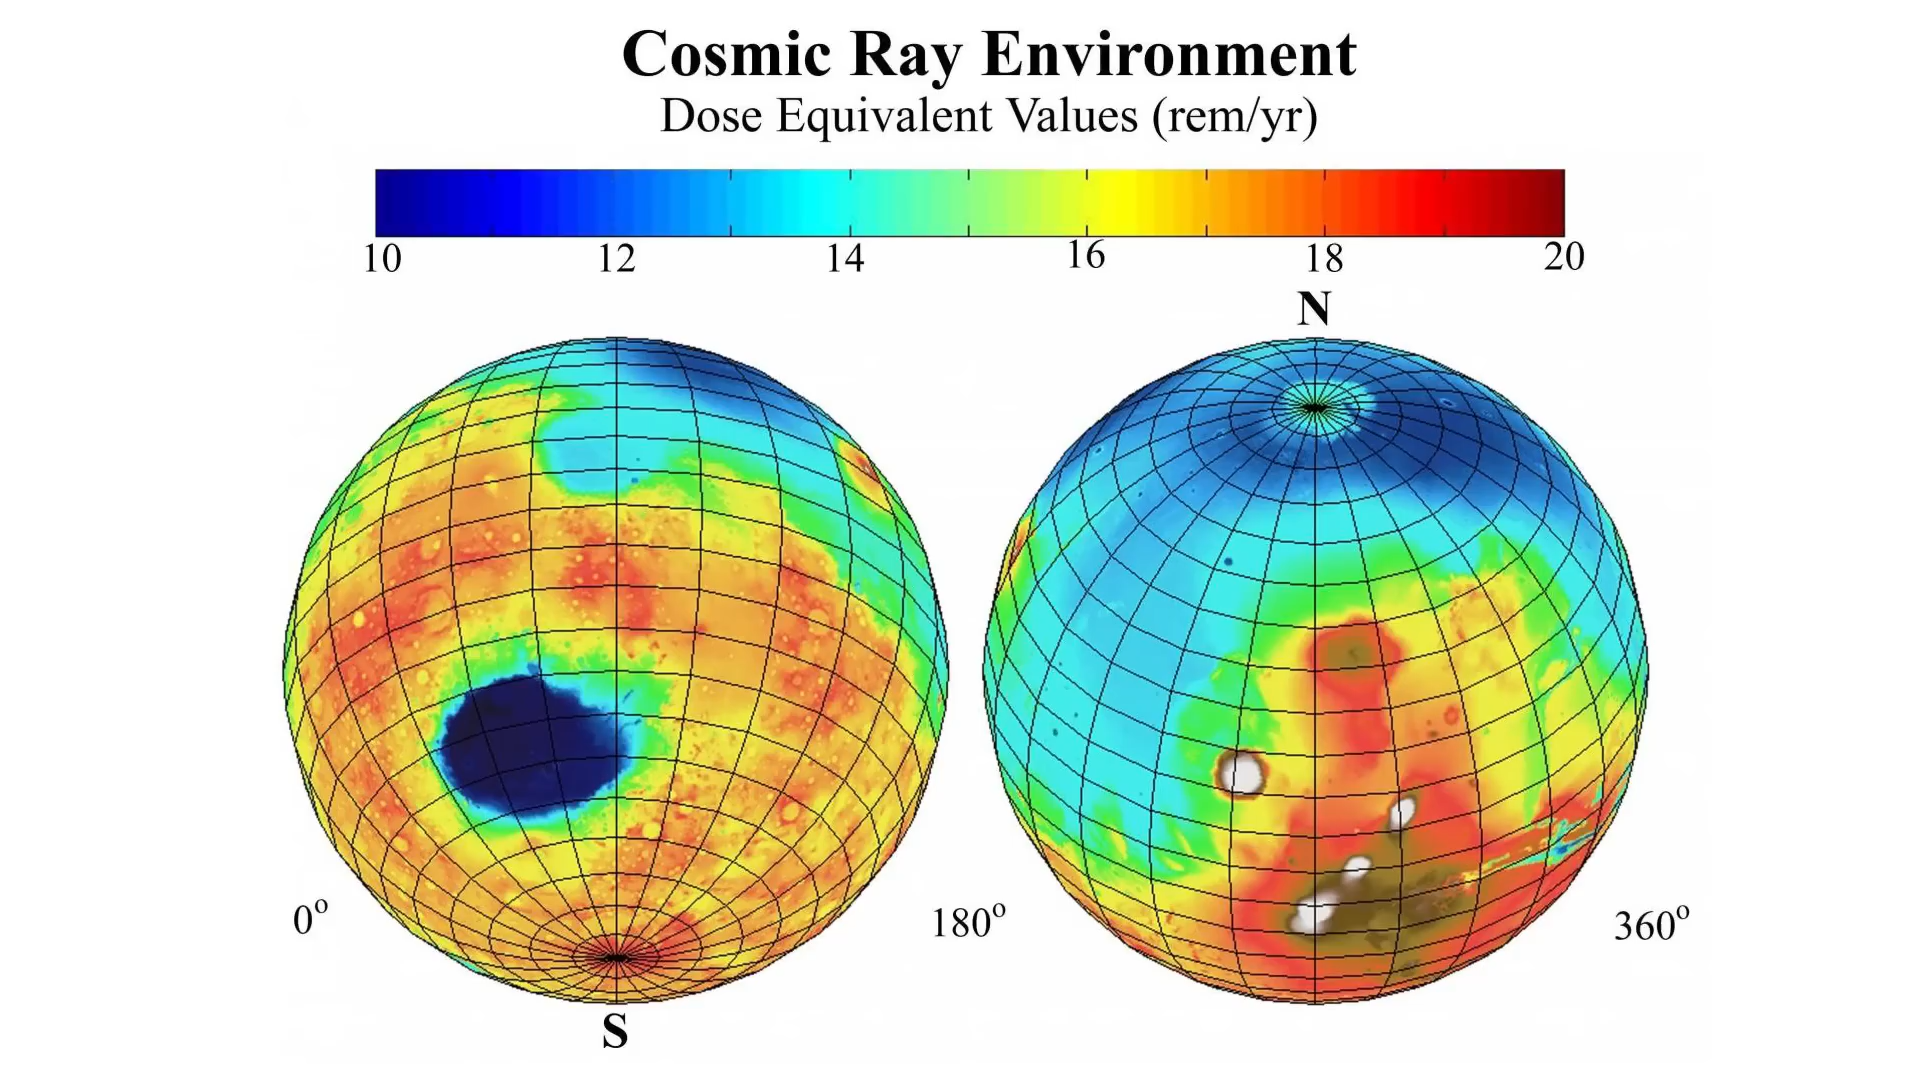 Cosmic Ray Environment
Dose Equivalent Values (rem/yr)
10 12 14 16 18 20
N
0° 180° 360°
S